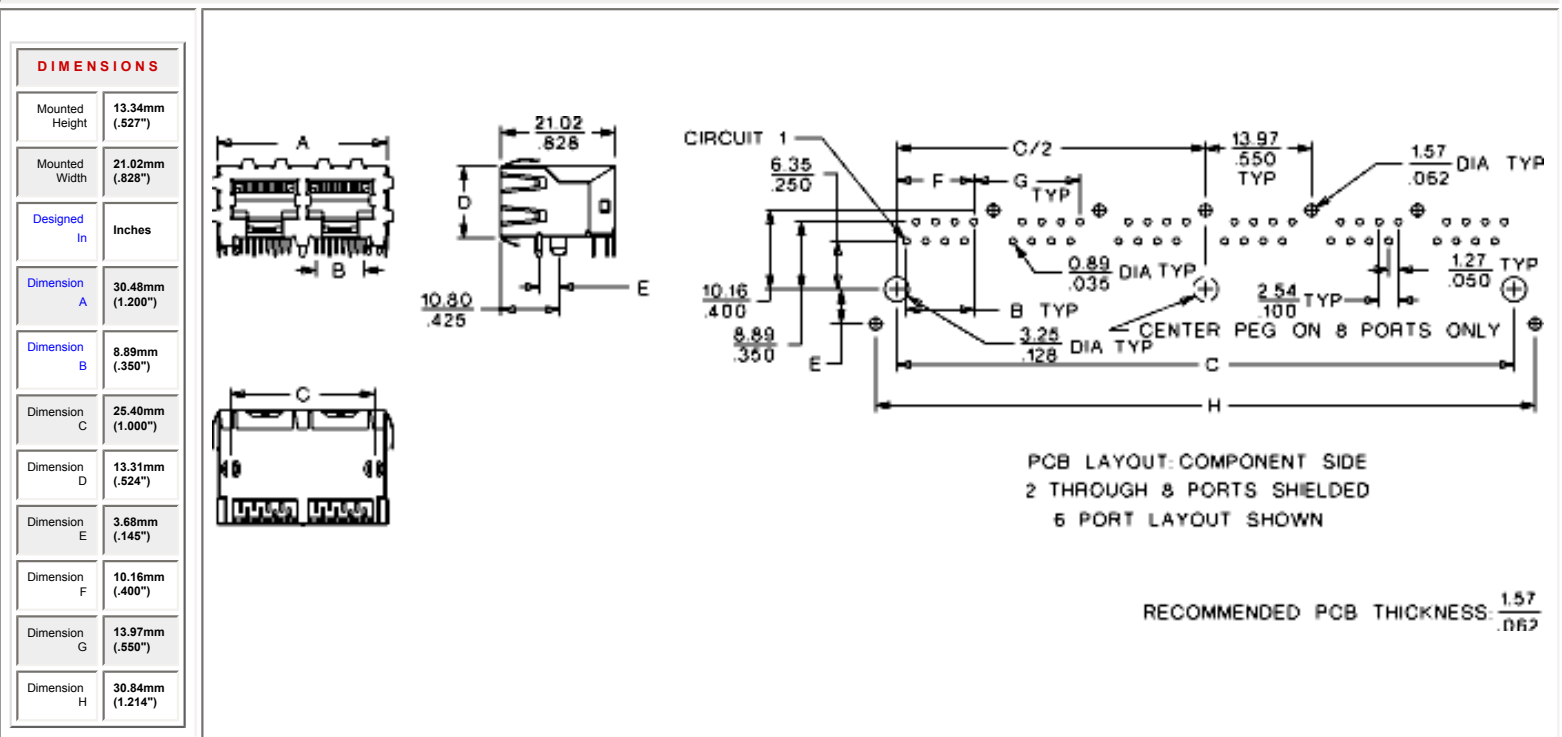 DIMENSIONS
Mounted Height 13.34mm (.527")
Mounted Width 21.02mm (.828")
Designed In Inches
Dimension A 30.48mm (1.200")
Dimension B 8.89mm (.350")
Dimension C 25.40mm (1.000")
Dimension D 13.31mm (.524")
Dimension E 3.68mm (.145")
Dimension F 10.16mm (.400")
Dimension G 13.97mm (.550")
Dimension H 30.84mm (1.214")
A
B
21.02
.828
D
10.80
.425
E
C
CIRCUIT 1
6.35
.250
C/2
13.97
.550
TYP
1.57
.062
DIA TYP
F
G
TYP
0.89
.035
DIA TYP
1.27
.050
TYP
10.16
.400
8.89
.350
B TYP
2.54
.100
TYP
3.25
.128
DIA TYP
CENTER PEG ON 8 PORTS ONLY
E
C
H
PCB LAYOUT: COMPONENT SIDE
2 THROUGH 8 PORTS SHIELDED
6 PORT LAYOUT SHOWN
RECOMMENDED PCB THICKNESS: 1.57
.062